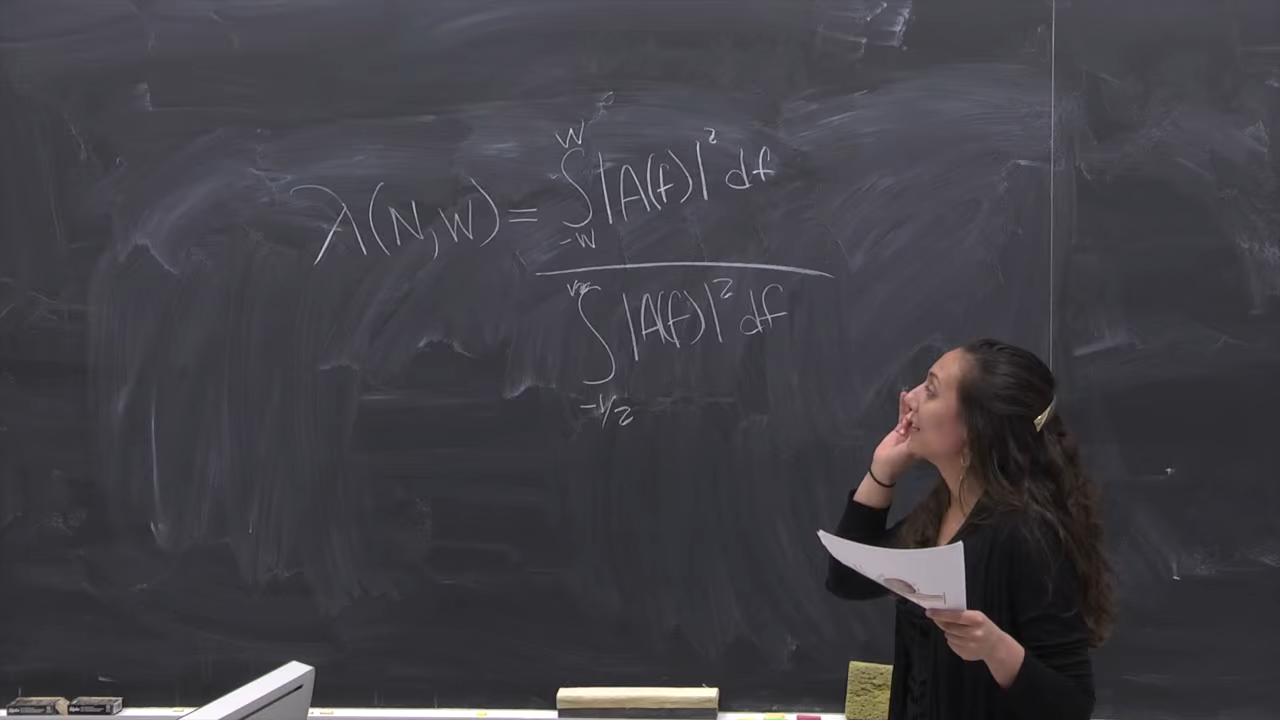 λ(N,W) = ∫_{-W}^{W} |A(f)|² df
∫_{-1/2}^{1/2} |A(f)|² df